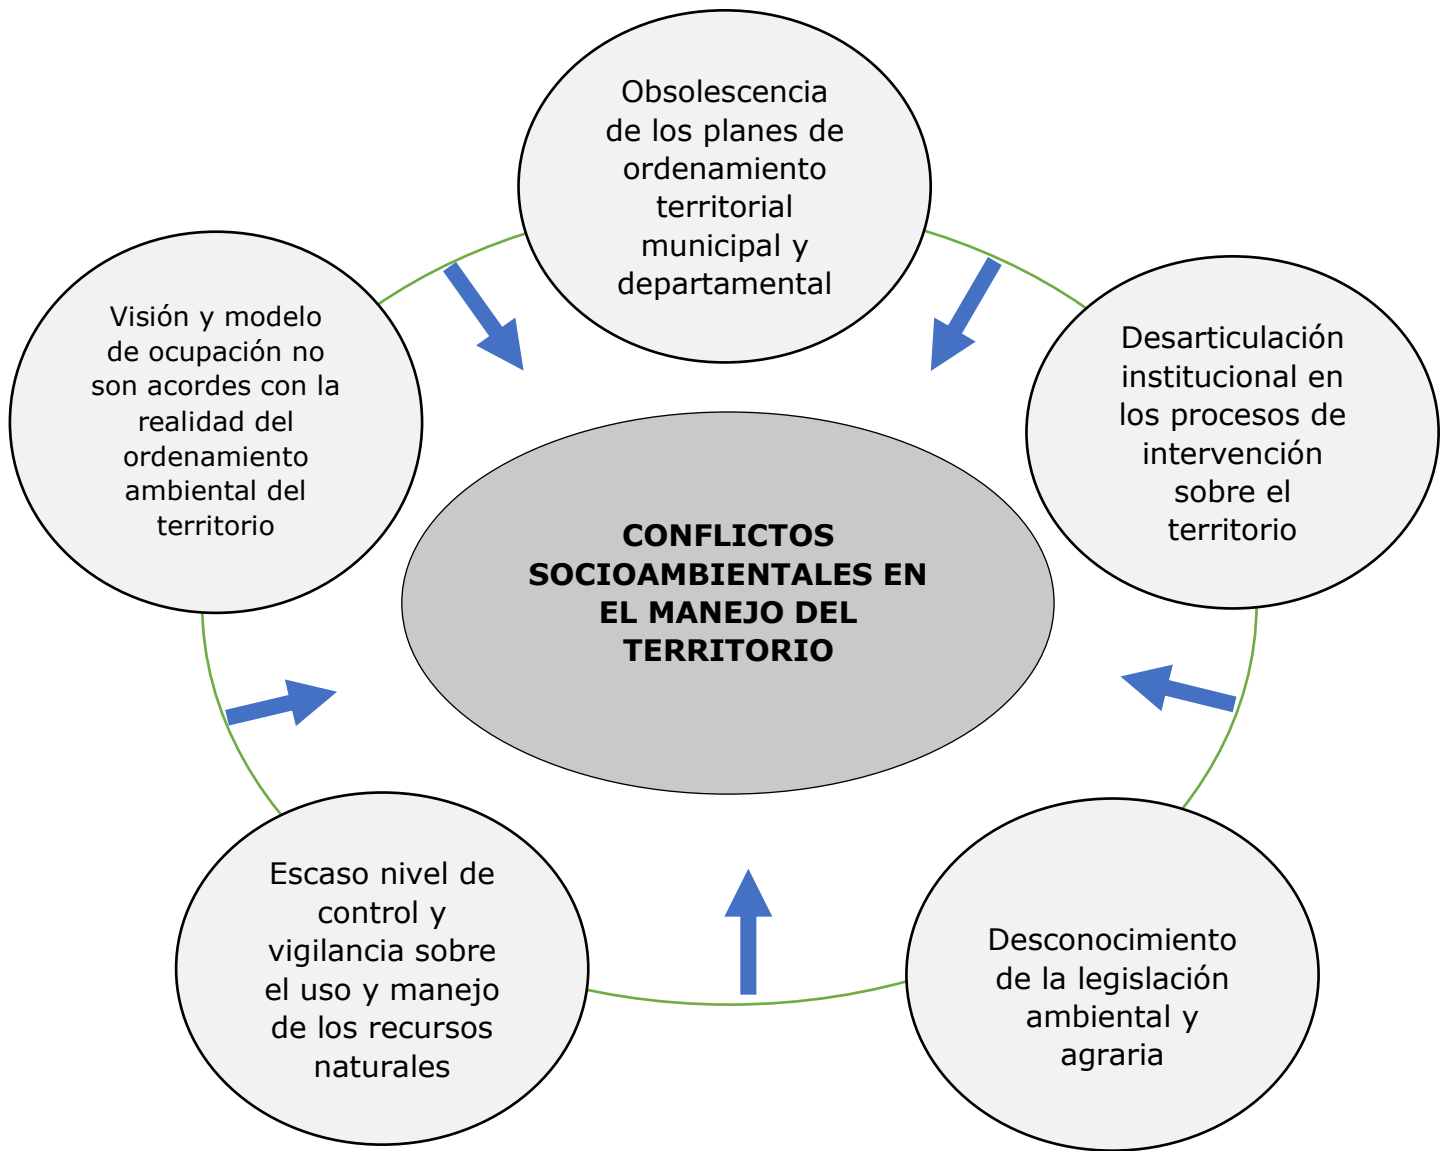 Obsolescencia
de los planes de
ordenamiento
territorial
municipal y
departamental
Visión y modelo
de ocupación no
son acordes con la
realidad del
ordenamiento
ambiental del
territorio
Desarticulación
institucional en
los procesos de
intervención
sobre el
territorio
CONFLICTOS
SOCIOAMBIENTALES EN
EL MANEJO DEL
TERRITORIO
Escaso nivel de
control y
vigilancia sobre
el uso y manejo
de los recursos
naturales
Desconocimiento
de la legislación
ambiental y
agraria